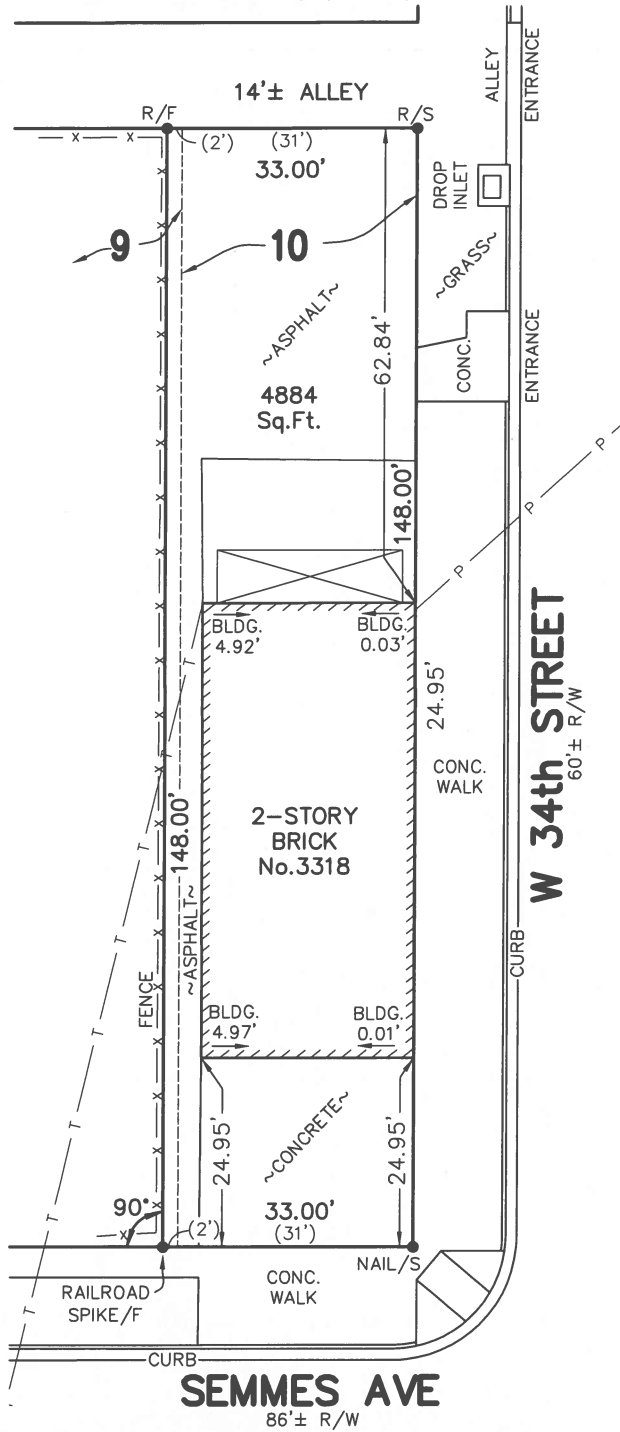 14'± ALLEY
ALLEY
ENTRANCE
R/F
R/S
(2')
(31')
33.00'
DROP
INLET
9
10
~GRASS~
~ASPHALT~
62.84'
CONC.
ENTRANCE
4884
Sq.Ft.
P
148.00'
P
BLDG.
4.92'
BLDG.
0.03'
T
24.95'
W 34th STREET
60'± R/W
CONC.
WALK
2-STORY
BRICK
No.3318
148.00'
~ASPHALT~
T
CURB
FENCE
T
BLDG.
4.97'
BLDG.
0.01'
T
~CONCRETE~
24.95'
24.95'
90°
33.00'
(2')
(31')
T
NAIL/S
RAILROAD
SPIKE/F
CONC.
WALK
T
CURB
SEMMES AVE
86'± R/W